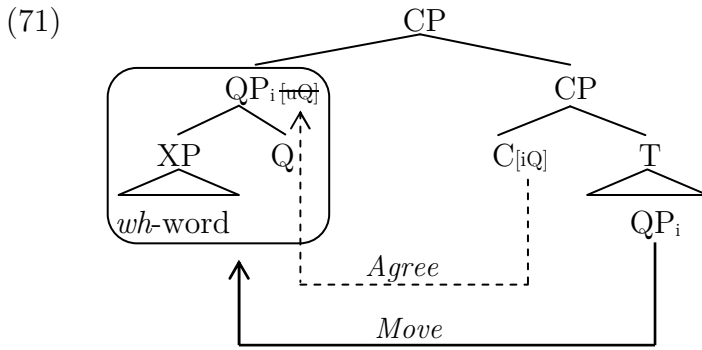 (71)
CP
QPi [uQ]
CP
XP
Q
C[iQ]
T
wh-word
QPi
Agree
Move